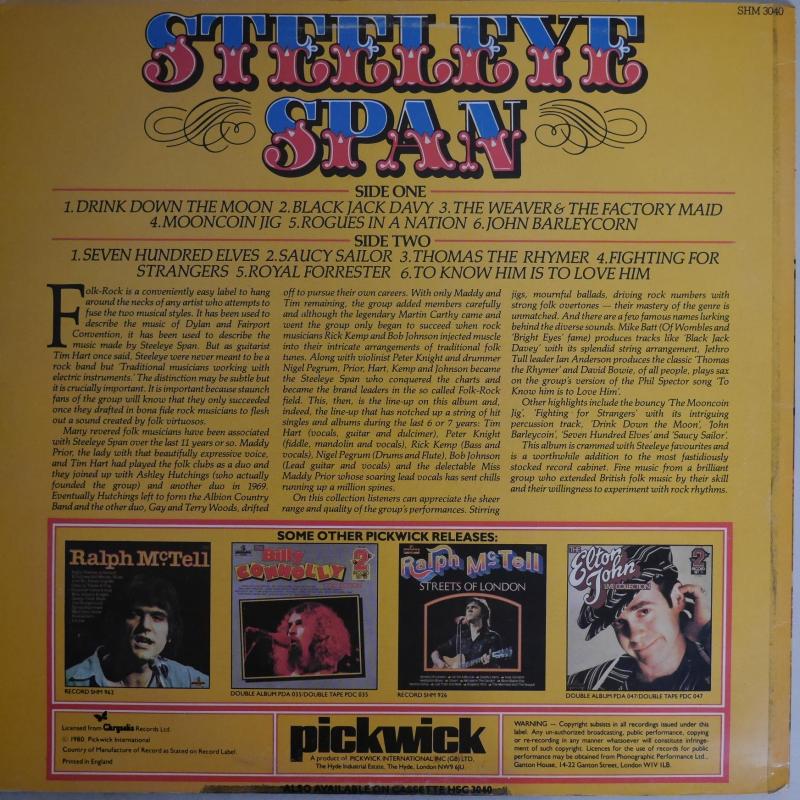 SHM 3040
STEELEYE
SPAN
SIDE ONE
1. DRINK DOWN THE MOON 2. BLACK JACK DAVY 3. THE WEAVER & THE FACTORY MAID
4. MOONCOIN JIG 5. ROGUES IN A NATION 6. JOHN BARLEYCORN
SIDE TWO
1. SEVEN HUNDRED ELVES 2. SAUCY SAILOR 3. THOMAS THE RHYMER 4. FIGHTING FOR
STRANGERS 5. ROYAL FORRESTER 6. TO KNOW HIM IS TO LOVE HIM
Folk-Rock is a conveniently easy label to hang
around the necks of any artist who attempts to
fuse the two musical styles. It has been used to
describe the music of Dylan and Fairport
Convention, it has been used to describe the
music made by Steeleye Span. But as guitarist
Tim Hart once said, Steeleye were never meant to be a
rock band but 'Traditional musicians working with
electric instruments.' The distinction may be subtle but
it is crucially important. It is important because staunch
fans of the group will know that they only succeeded
once they drafted in bona fide rock musicians to flesh
out a sound created by folk virtuosos.
Many revered folk musicians have been associated
with Steeleye Span over the last 11 years or so. Maddy
Prior, the lady with that beautifully expressive voice,
and Tim Hart had played the folk clubs as a duo and
they joined up with Ashley Hutchings (who actually
founded the group) and another duo in 1969.
Eventually Hutchings left to form the Albion Country
Band and the other duo, Gay and Terry Woods, drifted
off to pursue their own careers. With only Maddy and
Tim remaining, the group added members carefully
and although the legendary Martin Carthy came and
went the group only began to succeed when rock
musicians Rick Kemp and Bob Johnson injected muscle
into their intricate arrangements of traditional folk
tunes. Along with violinist Peter Knight and drummer
Nigel Pegrum, Prior, Hart, Kemp and Johnson became
the Steeleye Span who conquered the charts and
became the brand leaders in the so called Folk-Rock
field. This, then, is the line-up on this album and,
indeed, the line-up that has notched up a string of hit
singles and albums during the last 6 or 7 years: Tim
Hart (vocals, guitar and dulcimer), Peter Knight
(fiddle, mandolin and vocals), Rick Kemp (Bass and
vocals), Nigel Pegrum (Drums and Flute), Bob Johnson
(Lead guitar and vocals) and the delectable Miss
Maddy Prior whose soaring lead vocals has sent chills
running up a million spines.
On this collection listeners can appreciate the sheer
range and quality of the group's performances. Stirring
jigs, mournful ballads, driving rock numbers with
strong folk overtones — their mastery of the genre is
unmatched. And there are a few famous names lurking
behind the diverse sounds. Mike Batt (Of Wombles and
'Bright Eyes' fame) produces tracks like 'Black Jack
Davey' with its splendid string arrangement, Jethro
Tull leader Ian Anderson produces the classic 'Thomas
the Rhymer' and David Bowie, of all people, plays sax
on the group's version of the Phil Spector song 'To
Know him is to Love Him'.
Other highlights include the bouncy 'The Mooncoin
Jig', 'Fighting for Strangers' with its intriguing
percussion track, 'Drink Down the Moon', 'John
Barleycoin', 'Seven Hundred Elves' and 'Saucy Sailor'.
This album is crammed with Steeleye favourites and
is a worthwhile addition to the most fastidiously
stocked record cabinet. Fine music from a brilliant
group who extended British folk music by their skill
and their willingness to experiment with rock rhythms.
SOME OTHER PICKWICK RELEASES:
Ralph McTell
RECORD SHM 963
Billy
CONNOLLY
2
DOUBLE ALBUM PDA 035/DOUBLE TAPE PDC 035
Ralph McTell
STREETS OF LONDON
RECORD SHM 926
THE
Elton
John
LIVE COLLECTION
2
DOUBLE ALBUM PDA 047/DOUBLE TAPE PDC 047
Licensed from Chrysalis Records Ltd.
© 1980 Pickwick International
Country of Manufacture of Record as Stated on Record Label.
Printed in England
pickwick
A product of PICKWICK INTERNATIONAL INC (GB) LTD.
The Hyde Industrial Estate, The Hyde, London NW9 6JU.
WARNING — Copyright subsists in all recordings issued under this
label. Any un-authorised broadcasting, public performance, copying
or re-recording in any manner whatsoever will constitute infringe-
ment of such copyright. Licences for the use of records for public
performance may be obtained from Phonographic Performance Ltd.,
Ganton House, 14-22 Ganton Street, London W1V 1LB.
ALSO AVAILABLE ON CASSETTE HSC 3040